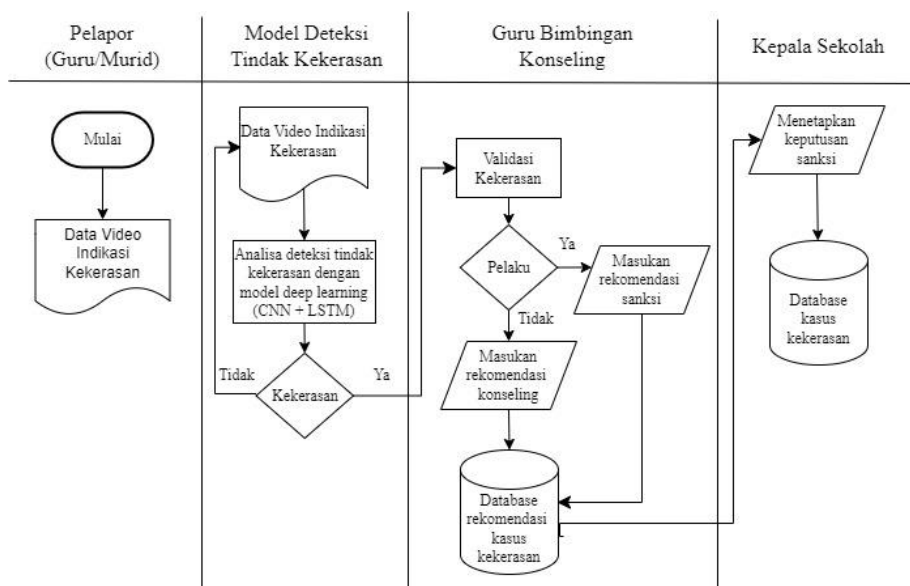 Pelapor
(Guru/Murid)
Model Deteksi
Tindak Kekerasan
Guru Bimbingan
Konseling
Kepala Sekolah
Mulai
Data Video
Indikasi
Kekerasan
Data Video Indikasi
Kekerasan
Analisa deteksi tindak
kekerasan dengan
model deep learning
(CNN + LSTM)
Kekerasan
Tidak
Ya
Validasi
Kekerasan
Pelaku
Ya
Tidak
Masukan
rekomendasi
sanksi
Masukan
rekomendasi
konseling
Database
rekomendasi
kasus
kekerasan
Menetapkan
keputusan
sanksi
Database
kasus
kekerasan